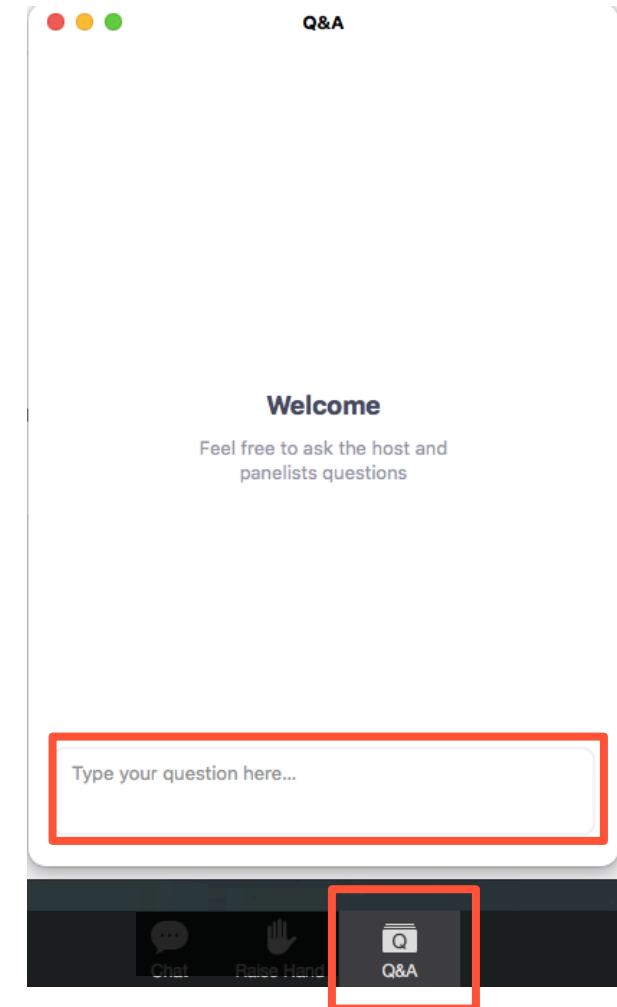 Q&A
Welcome
Feel free to ask the host and
panelists questions
Type your question here...
Q
Chat Raise Hand Q&A